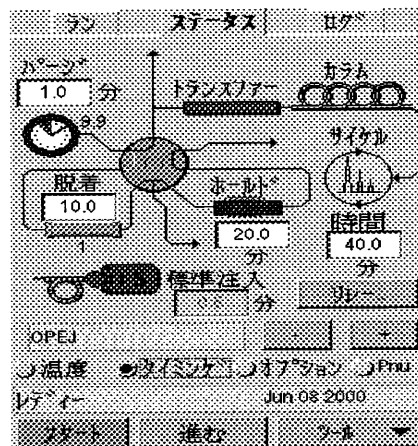 ラン ステータス ログ
パージ
1.0 分
トランスファー カラム
9.9
サイクル
脱着
10.0
ホールド
1
20.0
分
時間
40.0
分
標準注入
分
リレー
OPEJ
- +
温度 タイミング オプション Pnu
レディー Jun 08 2000
スタート 進む ツール